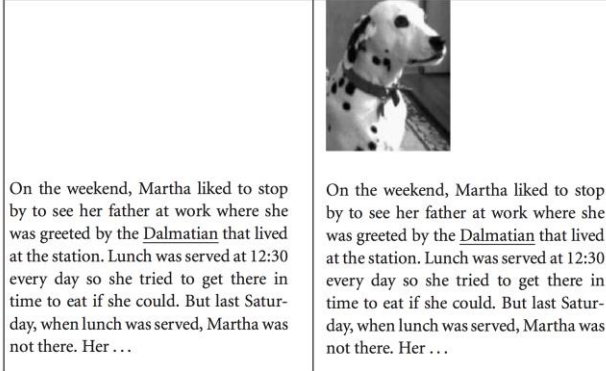 On the weekend, Martha liked to stop
by to see her father at work where she
was greeted by the Dalmatian that lived
at the station. Lunch was served at 12:30
every day so she tried to get there in
time to eat if she could. But last Satur-
day, when lunch was served, Martha was
not there. Her . . .
On the weekend, Martha liked to stop
by to see her father at work where she
was greeted by the Dalmatian that lived
at the station. Lunch was served at 12:30
every day so she tried to get there in
time to eat if she could. But last Satur-
day, when lunch was served, Martha was
not there. Her . . .